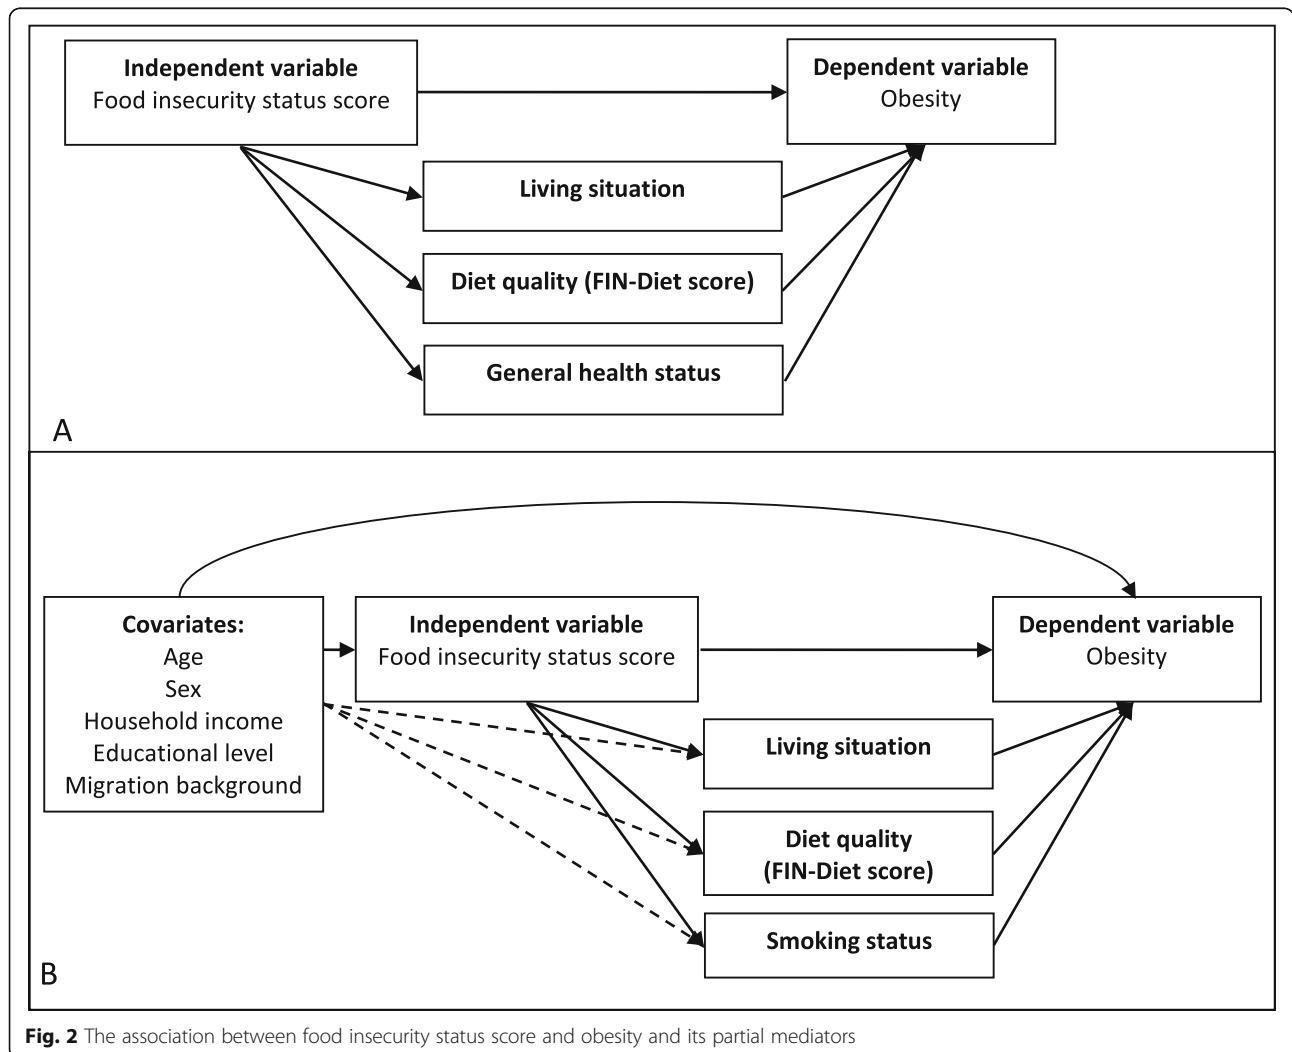 Independent variable
Food insecurity status score
Dependent variable
Obesity
Living situation
Diet quality (FIN-Diet score)
General health status
A
Covariates:
Age
Sex
Household income
Educational level
Migration background
Independent variable
Food insecurity status score
Dependent variable
Obesity
Living situation
Diet quality
(FIN-Diet score)
Smoking status
B
Fig. 2 The association between food insecurity status score and obesity and its partial mediators